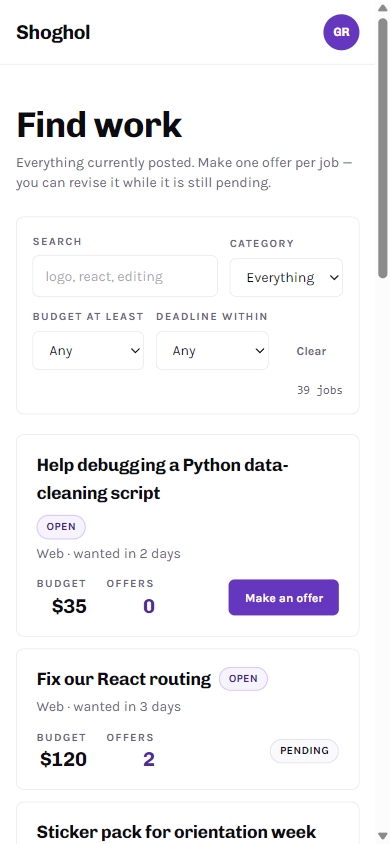 Shoghol
GR
Find work
Everything currently posted. Make one offer per job —
you can revise it while it is still pending.
SEARCH
CATEGORY
logo, react, editing
Everything
BUDGET AT LEAST
DEADLINE WITHIN
Any
Any
Clear
39 jobs
Help debugging a Python data-
cleaning script
OPEN
Web · wanted in 2 days
BUDGET
OFFERS
$35
0
Make an offer
Fix our React routing
OPEN
Web · wanted in 3 days
BUDGET
OFFERS
$120
2
PENDING
Sticker pack for orientation week